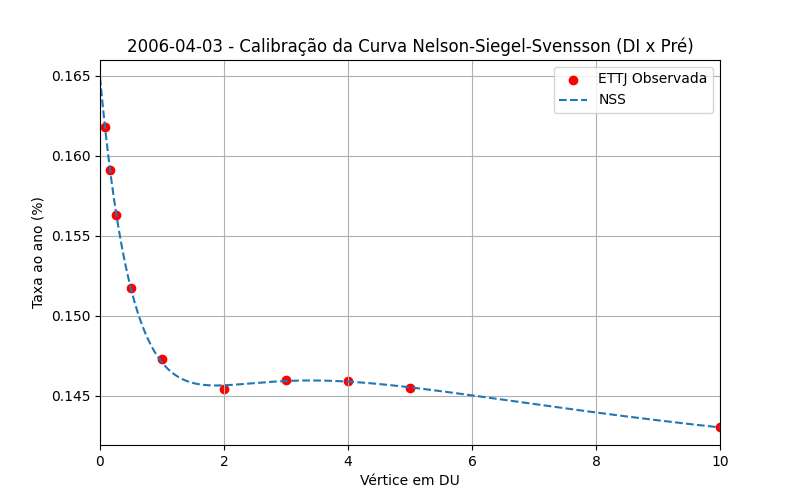 2006-04-03 - Calibração da Curva Nelson-Siegel-Svensson (DI x Pré)
ETTJ Observada
NSS
Taxa ao ano (%)
0.165
0.160
0.155
0.150
0.145
0 2 4 6 8 10
Vértice em DU